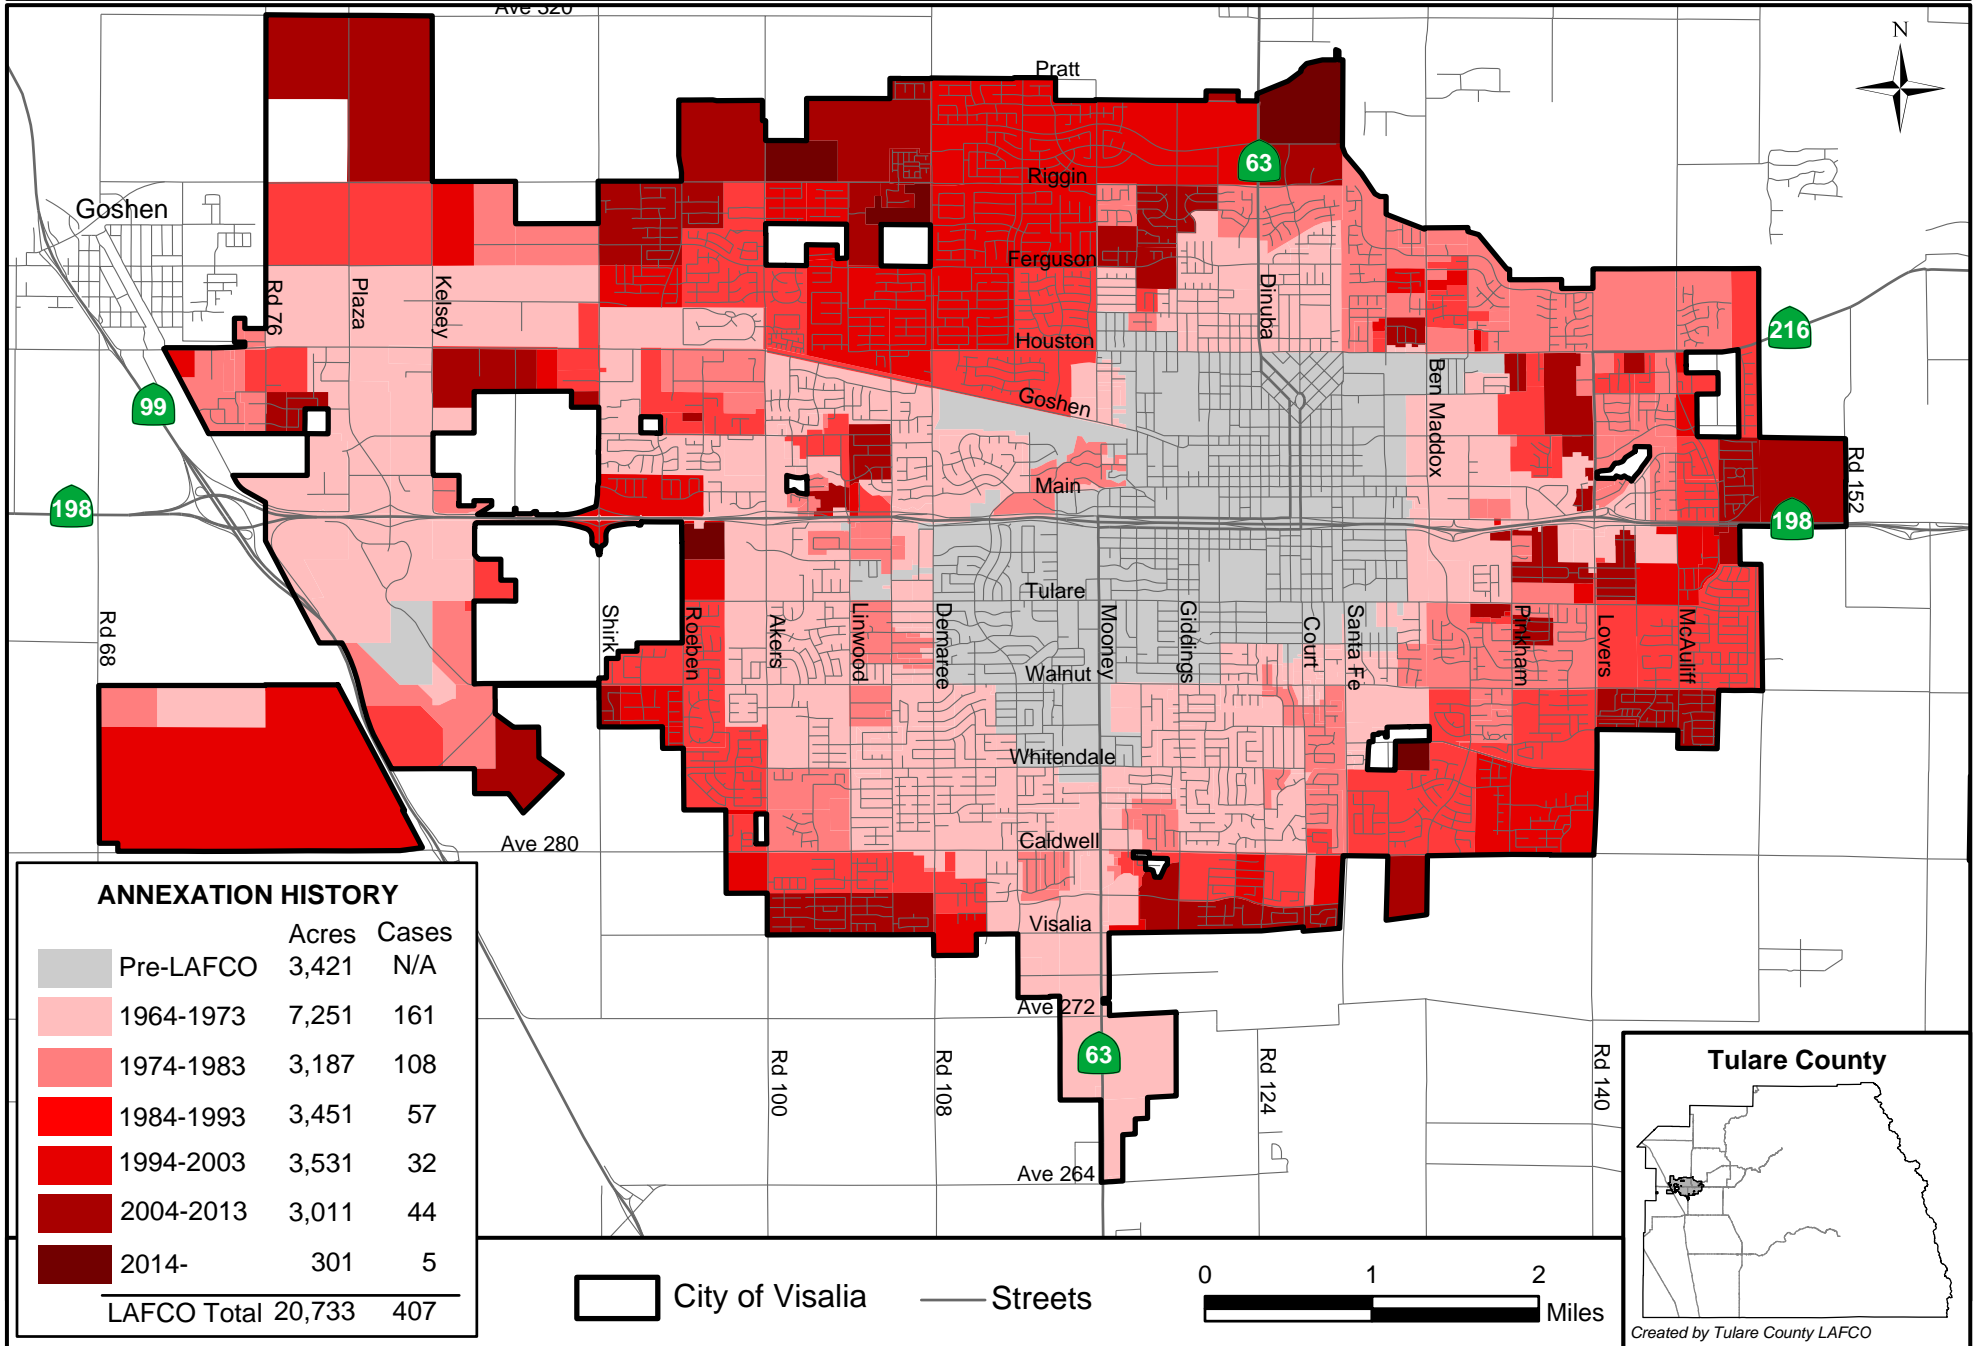 Ave 320
N
Pratt
63
Riggin
Goshen
Ferguson
Rd 76
Plaza
Kelsey
Dinuba
216
Houston
Ben Maddox
99
Goshen
Main
198
Rd 152
198
Tulare
Rd 68
Shirk
Roeben
Akers
Linwood
Demaree
Mooney
Giddings
Court
Santa Fe
Pinkham
Lovers
McAuliff
Walnut
Whitendale
Ave 280
Caldwell
Visalia
Ave 272
63
Rd 100
Rd 108
Rd 124
Rd 140
Ave 264
ANNEXATION HISTORY
Acres Cases
Pre-LAFCO 3,421 N/A
1964-1973 7,251 161
1974-1983 3,187 108
1984-1993 3,451 57
1994-2003 3,531 32
2004-2013 3,011 44
2014- 301 5
LAFCO Total 20,733 407
City of Visalia
Streets
0 1 2
Miles
Tulare County
Created by Tulare County LAFCO